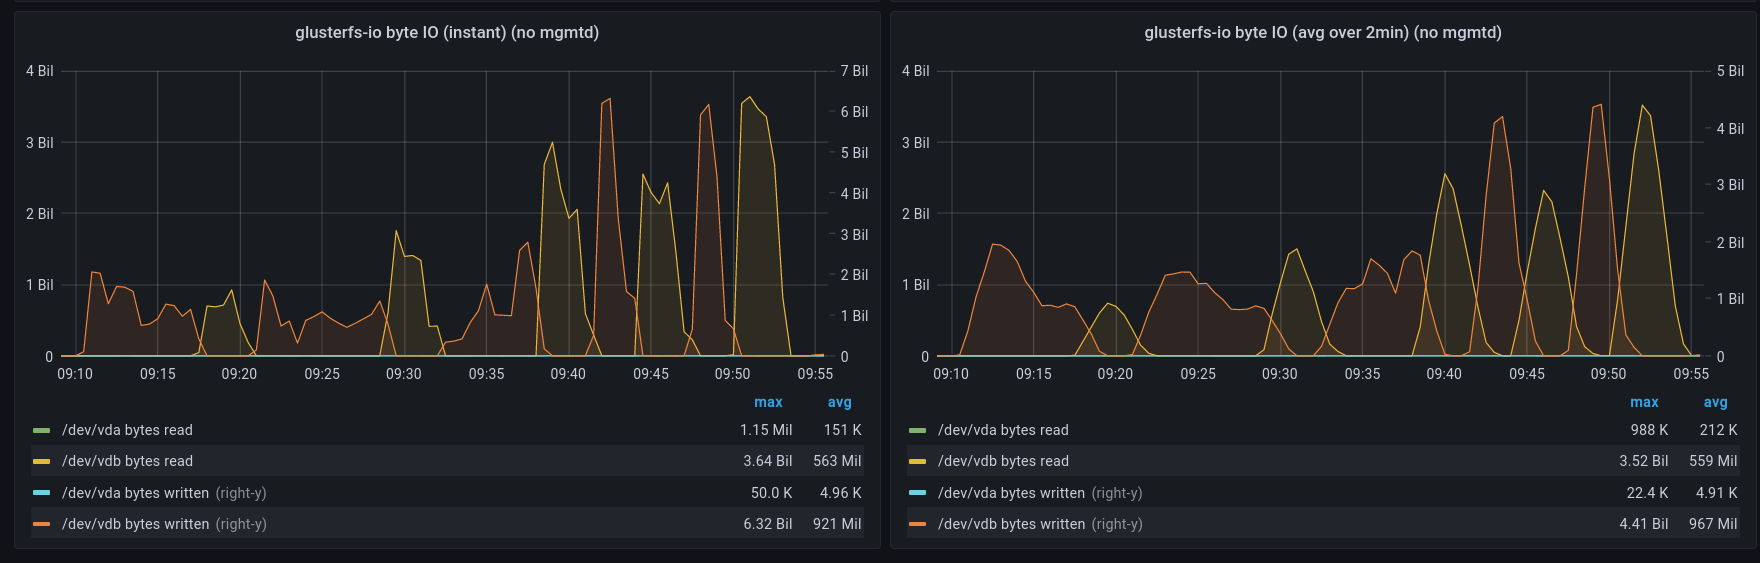 glusterfs-io byte IO (instant) (no mgmtd)
4 Bil
3 Bil
2 Bil
1 Bil
0
7 Bil
6 Bil
5 Bil
4 Bil
3 Bil
2 Bil
1 Bil
0
09:10 09:15 09:20 09:25 09:30 09:35 09:40 09:45 09:50 09:55
max avg
/dev/vda bytes read 1.15 Mil 151 K
/dev/vdb bytes read 3.64 Bil 563 Mil
/dev/vda bytes written (right-y) 50.0 K 4.96 K
/dev/vdb bytes written (right-y) 6.32 Bil 921 Mil
glusterfs-io byte IO (avg over 2min) (no mgmtd)
4 Bil
3 Bil
2 Bil
1 Bil
0
5 Bil
4 Bil
3 Bil
2 Bil
1 Bil
0
09:10 09:15 09:20 09:25 09:30 09:35 09:40 09:45 09:50 09:55
max avg
/dev/vda bytes read 988 K 212 K
/dev/vdb bytes read 3.52 Bil 559 Mil
/dev/vda bytes written (right-y) 22.4 K 4.91 K
/dev/vdb bytes written (right-y) 4.41 Bil 967 Mil